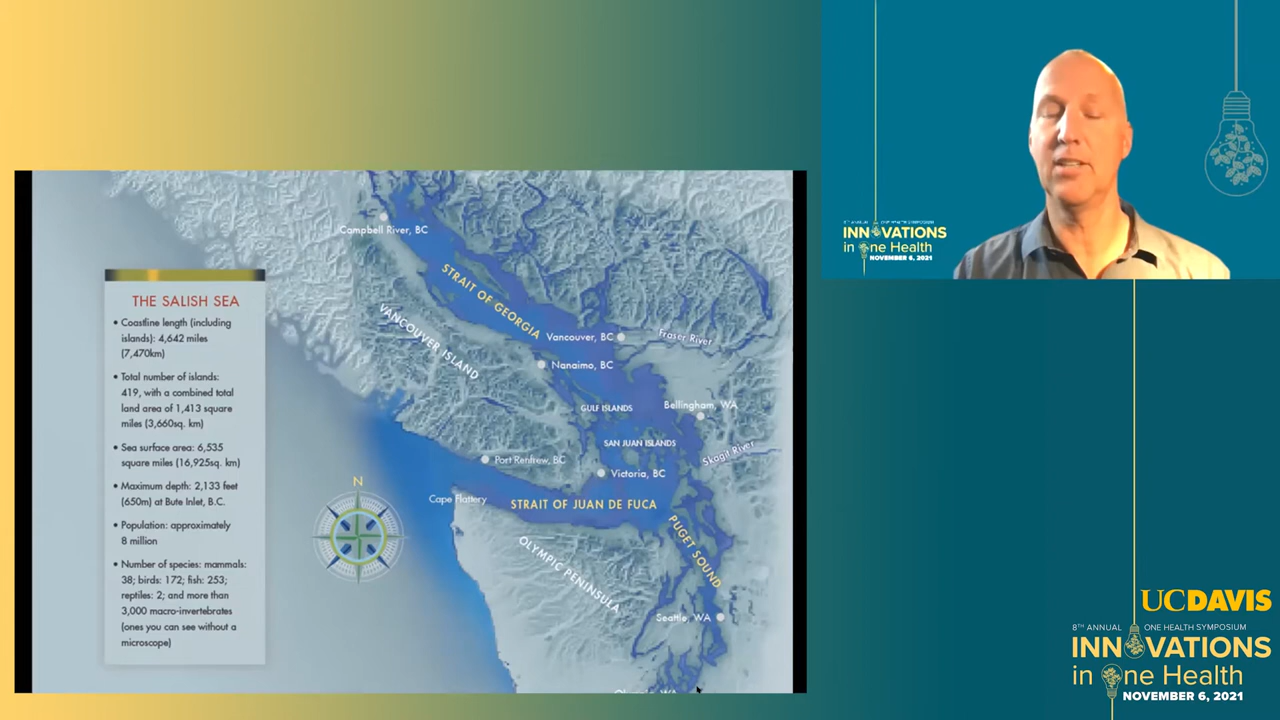 THE SALISH SEA
• Coastline length (including
islands): 4,642 miles
(7,470km)
• Total number of islands:
419, with a combined total
land area of 1,413 square
miles (3,660sq. km)
• Sea surface area: 6,535
square miles (16,925sq. km)
• Maximum depth: 2,133 feet
(650m) at Bute Inlet, B.C.
• Population: approximately
8 million
• Number of species: mammals:
38; birds: 172; fish: 253;
reptiles: 2; and more than
3,000 macro-invertebrates
(ones you can see without a
microscope)
Campbell River, BC
STRAIT OF GEORGIA
VANCOUVER ISLAND
Vancouver, BC
Fraser River
Nanaimo, BC
GULF ISLANDS
Bellingham, WA
SAN JUAN ISLANDS
Skagit River
Port Renfrew, BC
Victoria, BC
N
Cape Flattery
STRAIT OF JUAN DE FUCA
PUGET SOUND
OLYMPIC PENINSULA
Seattle, WA
8TH ANNUAL ONE HEALTH SYMPOSIUM
INNOVATIONS
in One Health
NOVEMBER 6, 2021
UCDAVIS
8TH ANNUAL ONE HEALTH SYMPOSIUM
INNOVATIONS
in One Health
NOVEMBER 6, 2021